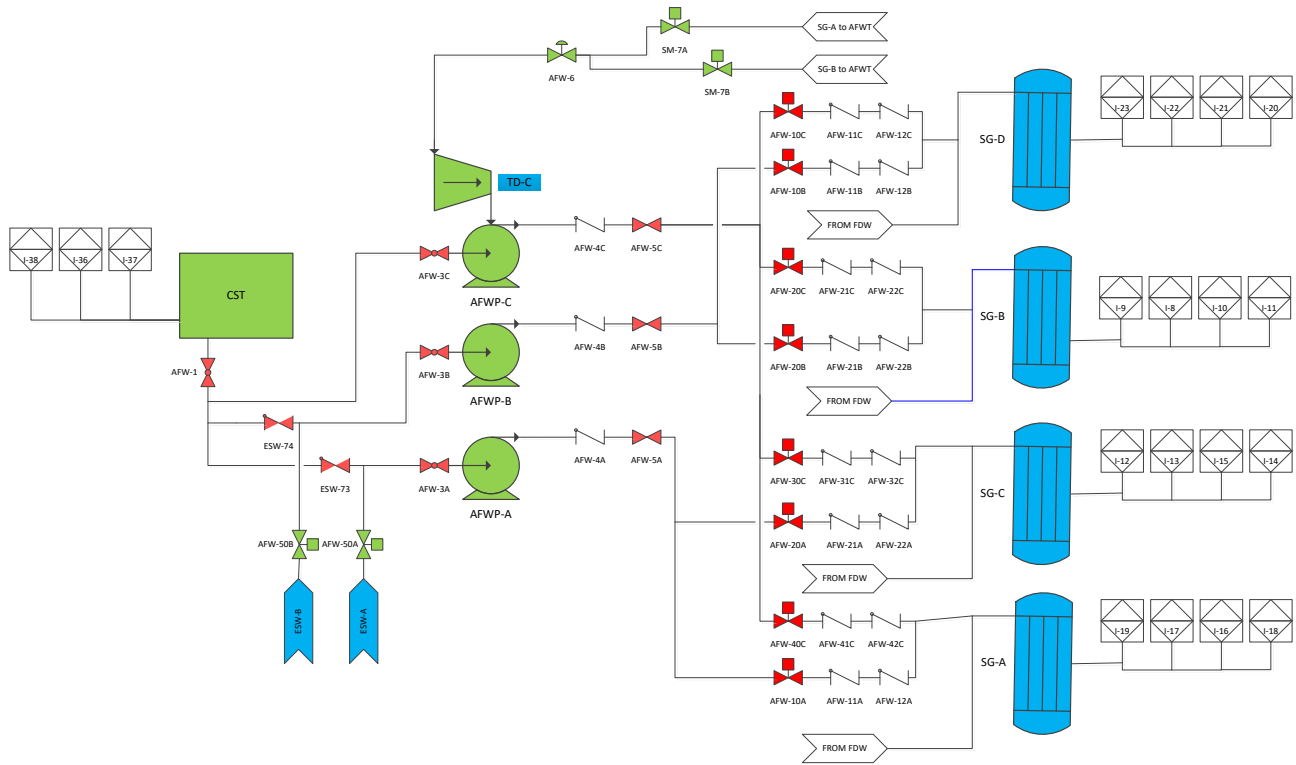 SG-A to AFWT
SM-7A
SG-B to AFWT
AFW-6
SM-7B
I-23
I-22
I-21
I-20
AFW-10C
AFW-11C
AFW-12C
SG-D
TD-C
AFW-10B
AFW-11B
AFW-12B
FROM FDW
AFW-4C
AFW-5C
I-38
I-36
I-37
AFW-3C
CST
AFWP-C
AFW-20C
AFW-21C
AFW-22C
I-9
I-8
I-10
I-11
SG-B
AFW-4B
AFW-5B
AFW-20B
AFW-21B
AFW-22B
AFW-1
AFW-3B
AFWP-B
FROM FDW
ESW-74
AFW-4A
AFW-5A
I-12
I-13
I-15
I-14
SG-C
AFW-30C
AFW-31C
AFW-32C
ESW-73
AFW-3A
AFWP-A
AFW-20A
AFW-21A
AFW-22A
AFW-50B
AFW-50A
FROM FDW
ESW-B
ESW-A
I-19
I-17
I-16
I-18
AFW-40C
AFW-41C
AFW-42C
SG-A
AFW-10A
AFW-11A
AFW-12A
FROM FDW